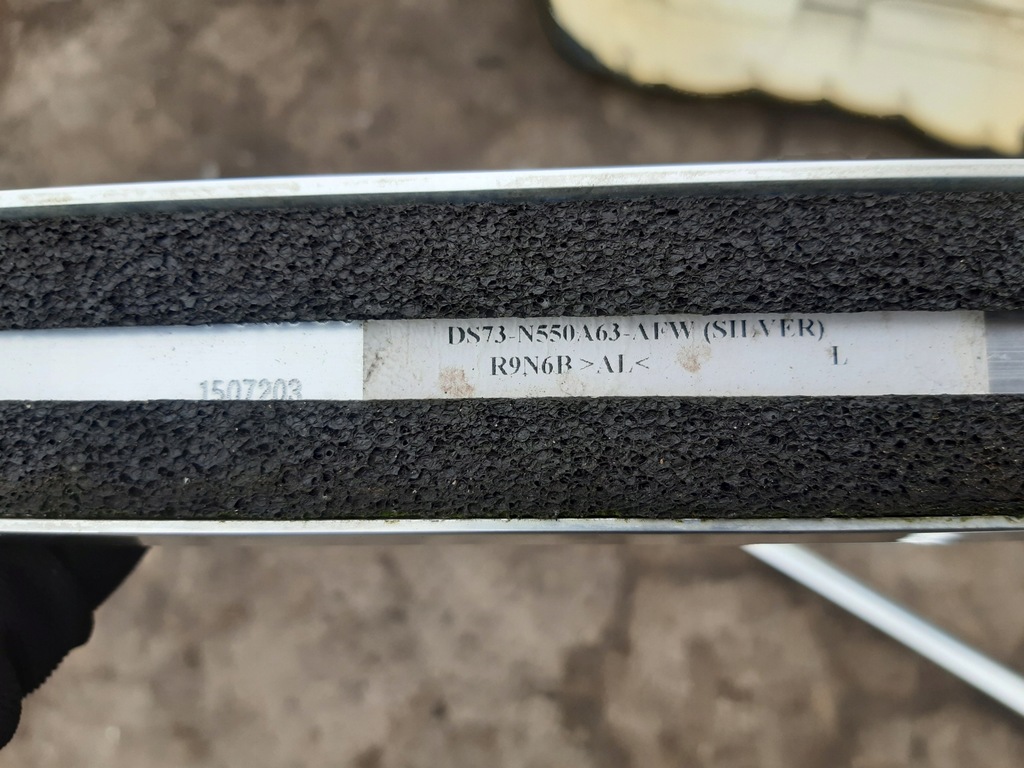 DS73-N550A63-AFW (SILVER)
R9N6B >AL<
L
1507203